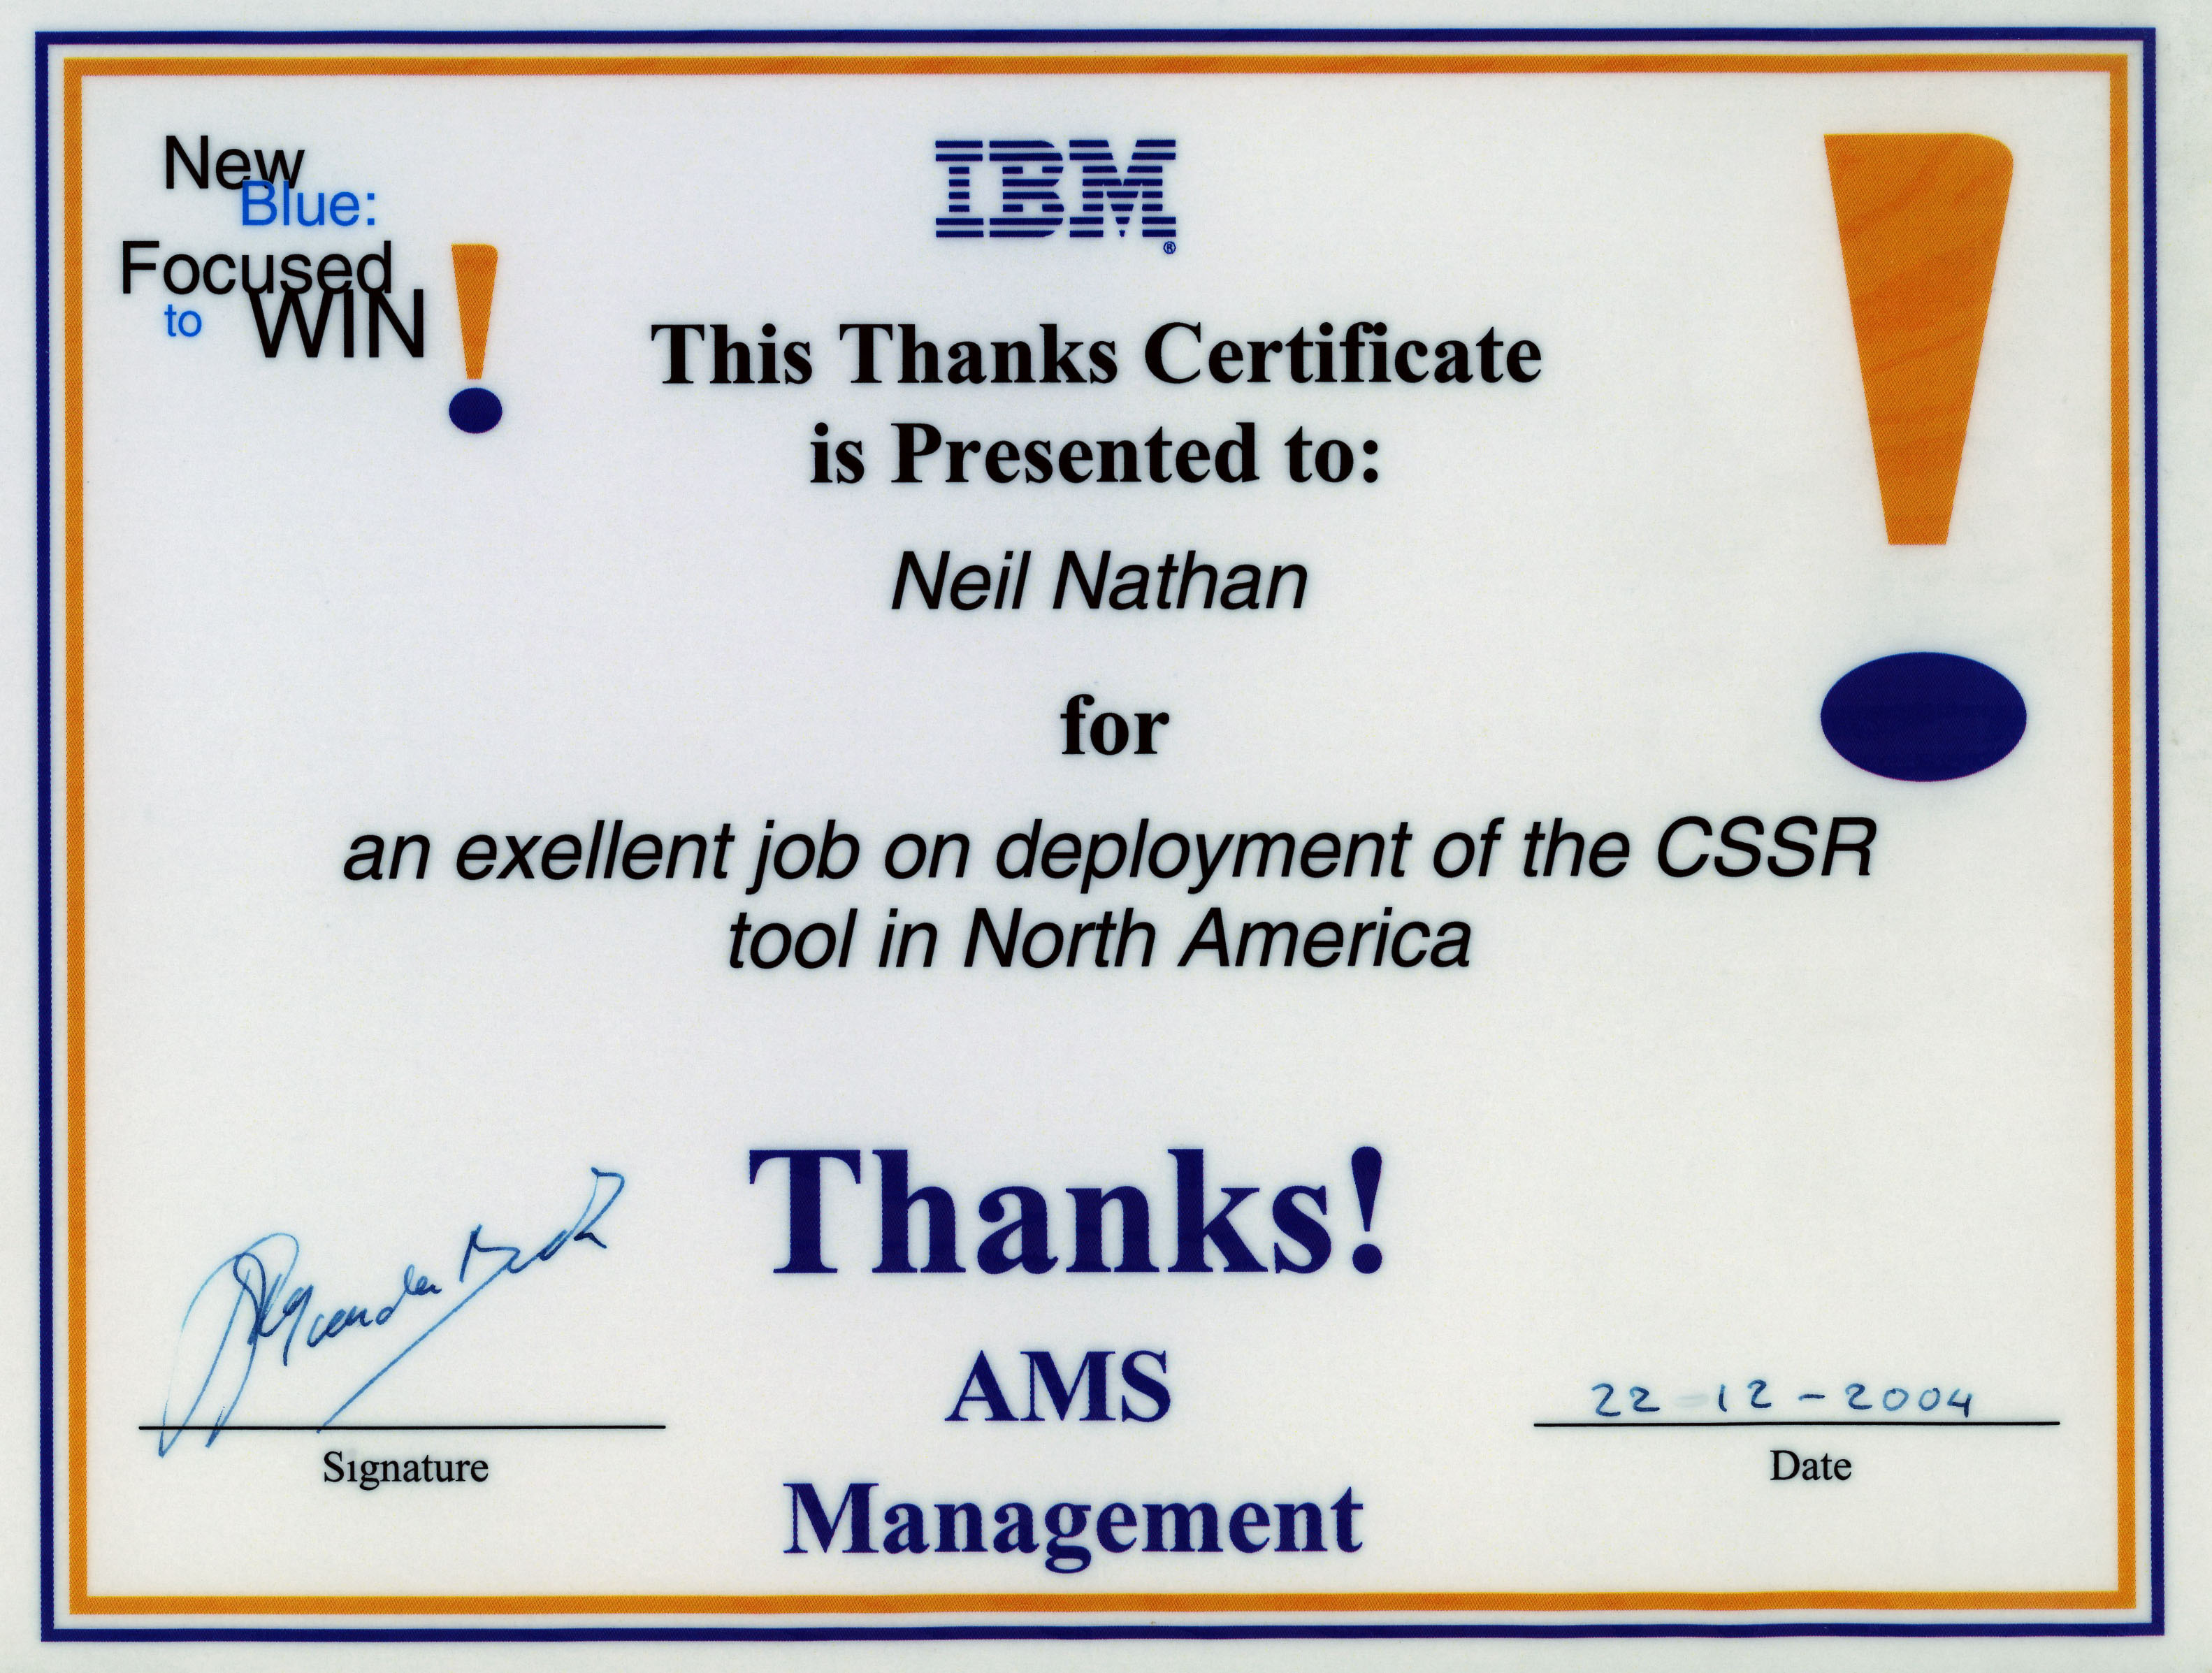 New
Blue:
Focused
to WIN
IBM
®
This Thanks Certificate
is Presented to:
Neil Nathan
for
an exellent job on deployment of the CSSR
tool in North America
Thanks!
AMS
Management
Signature
22-12-2004
Date